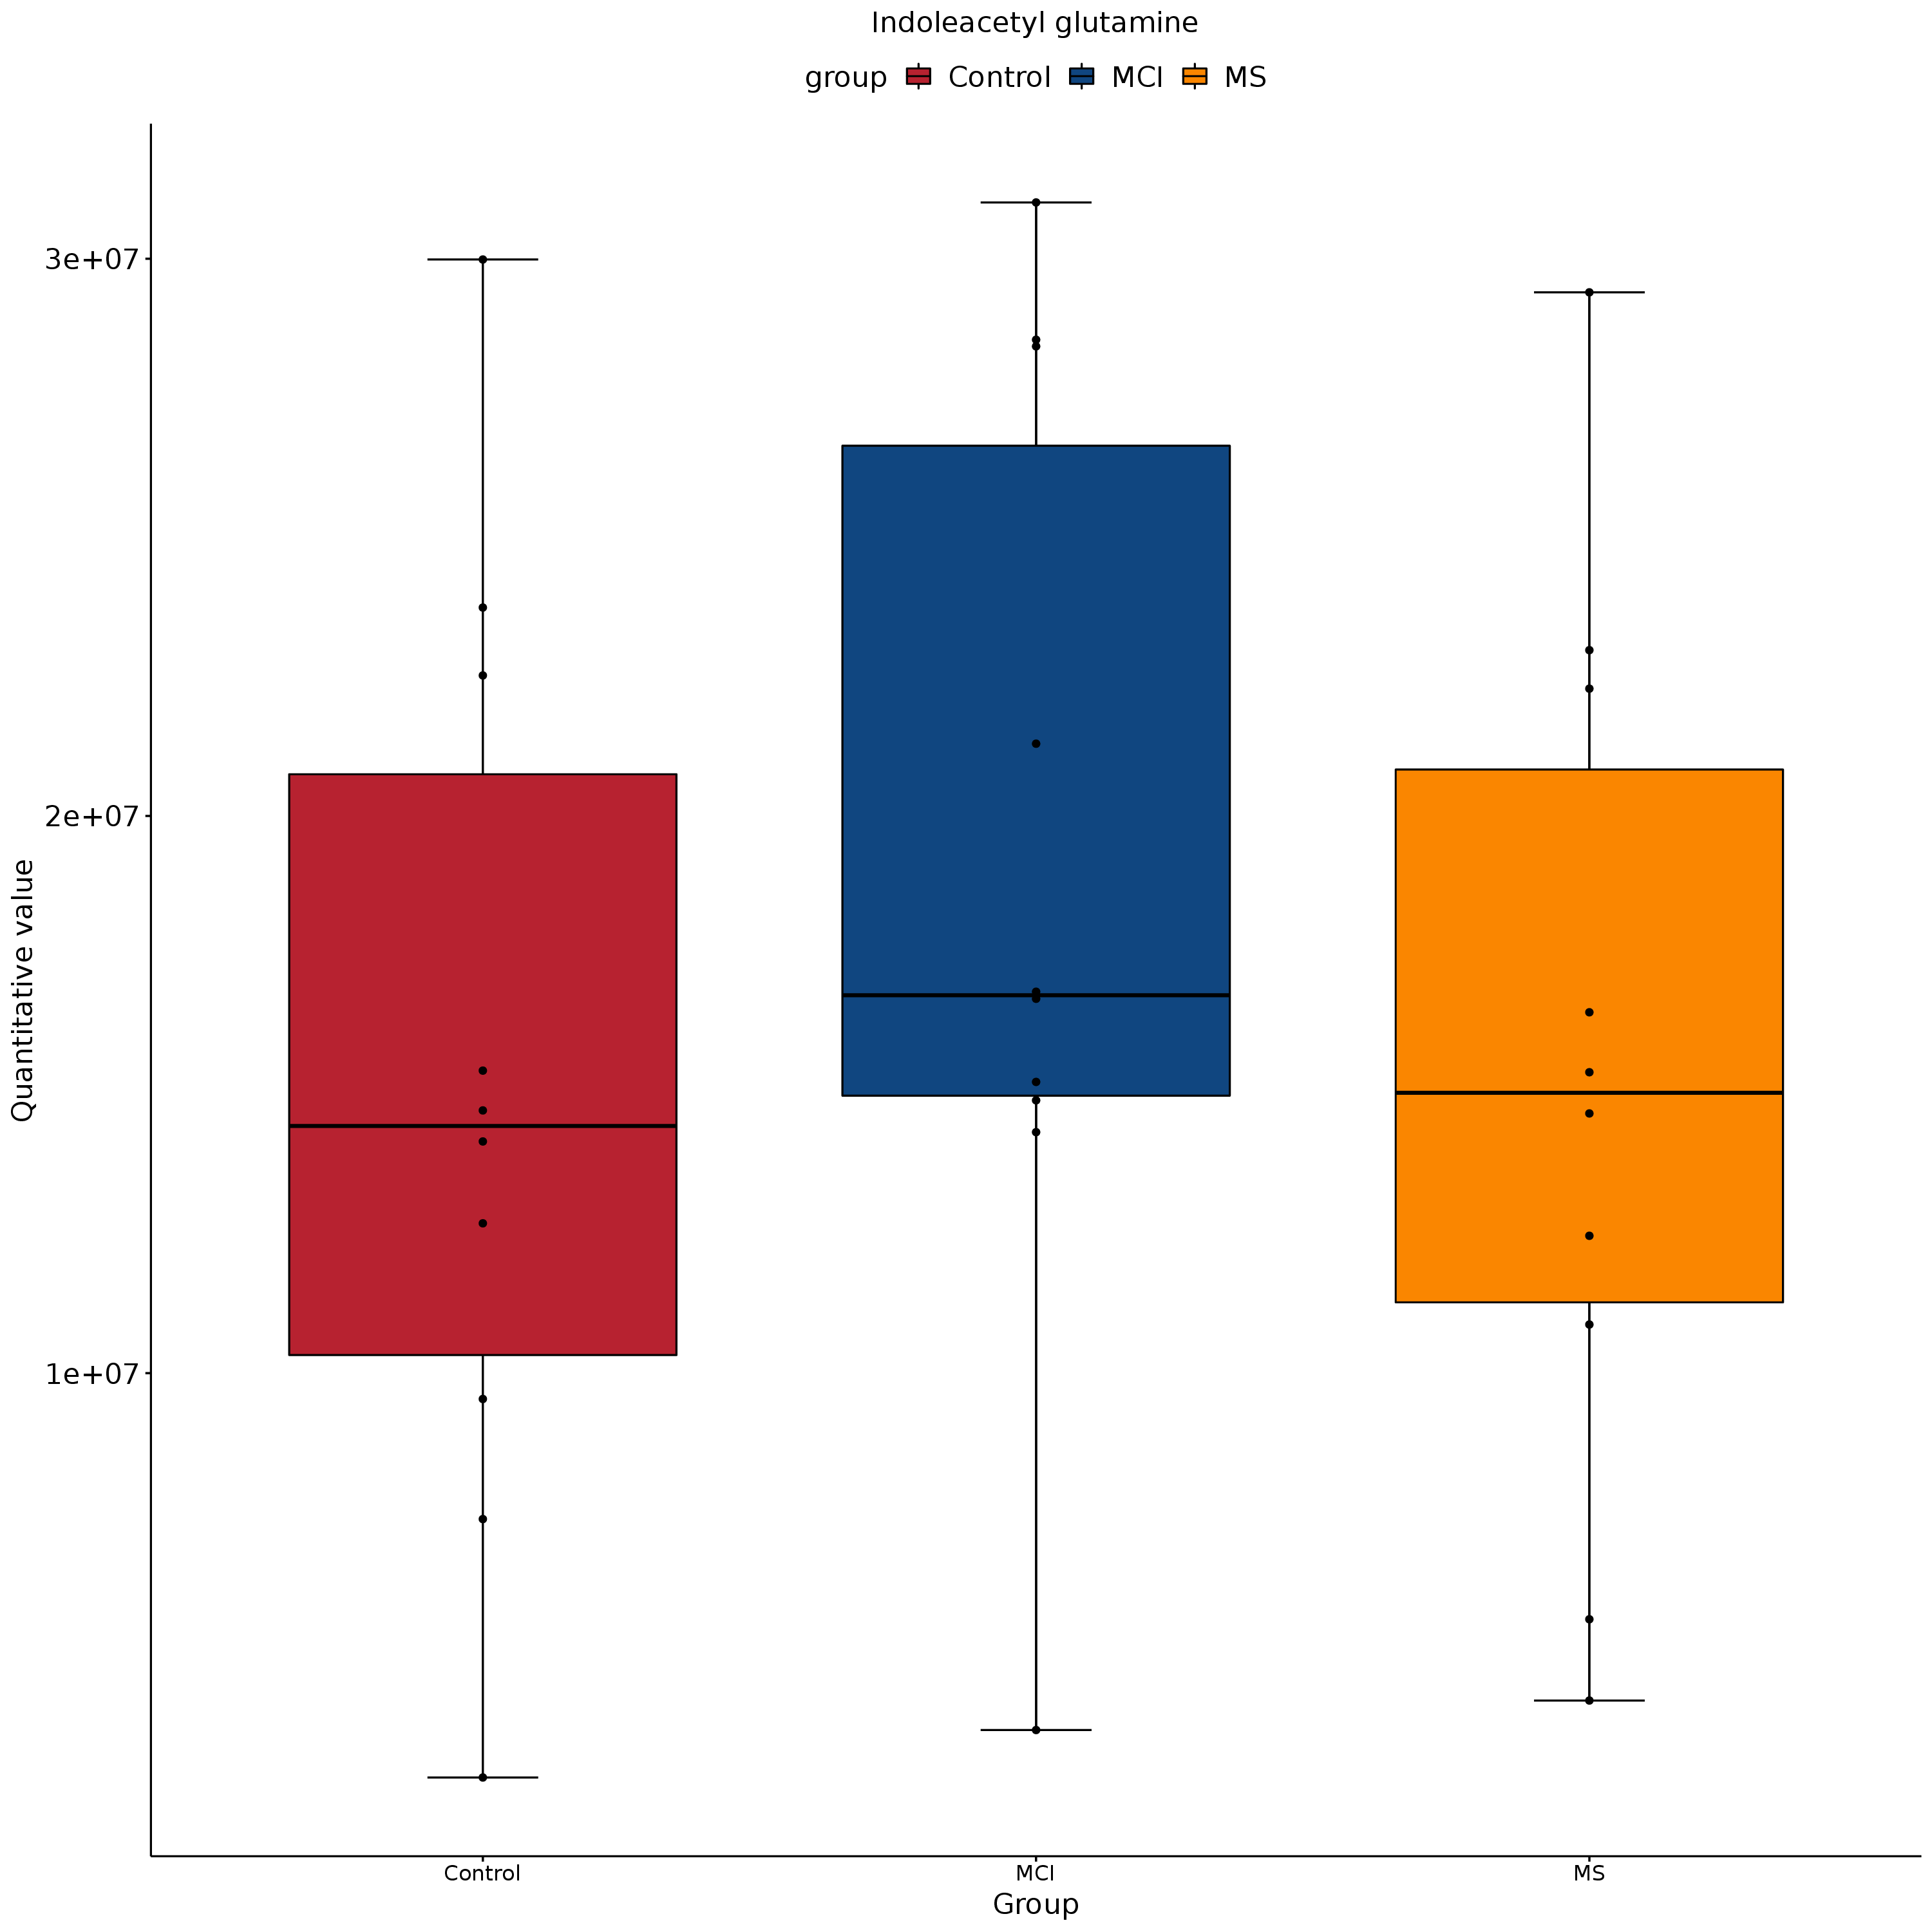 Indoleacetyl glutamine
group Control MCI MS
3e+07
2e+07
1e+07
Quantitative value
Control MCI MS
Group